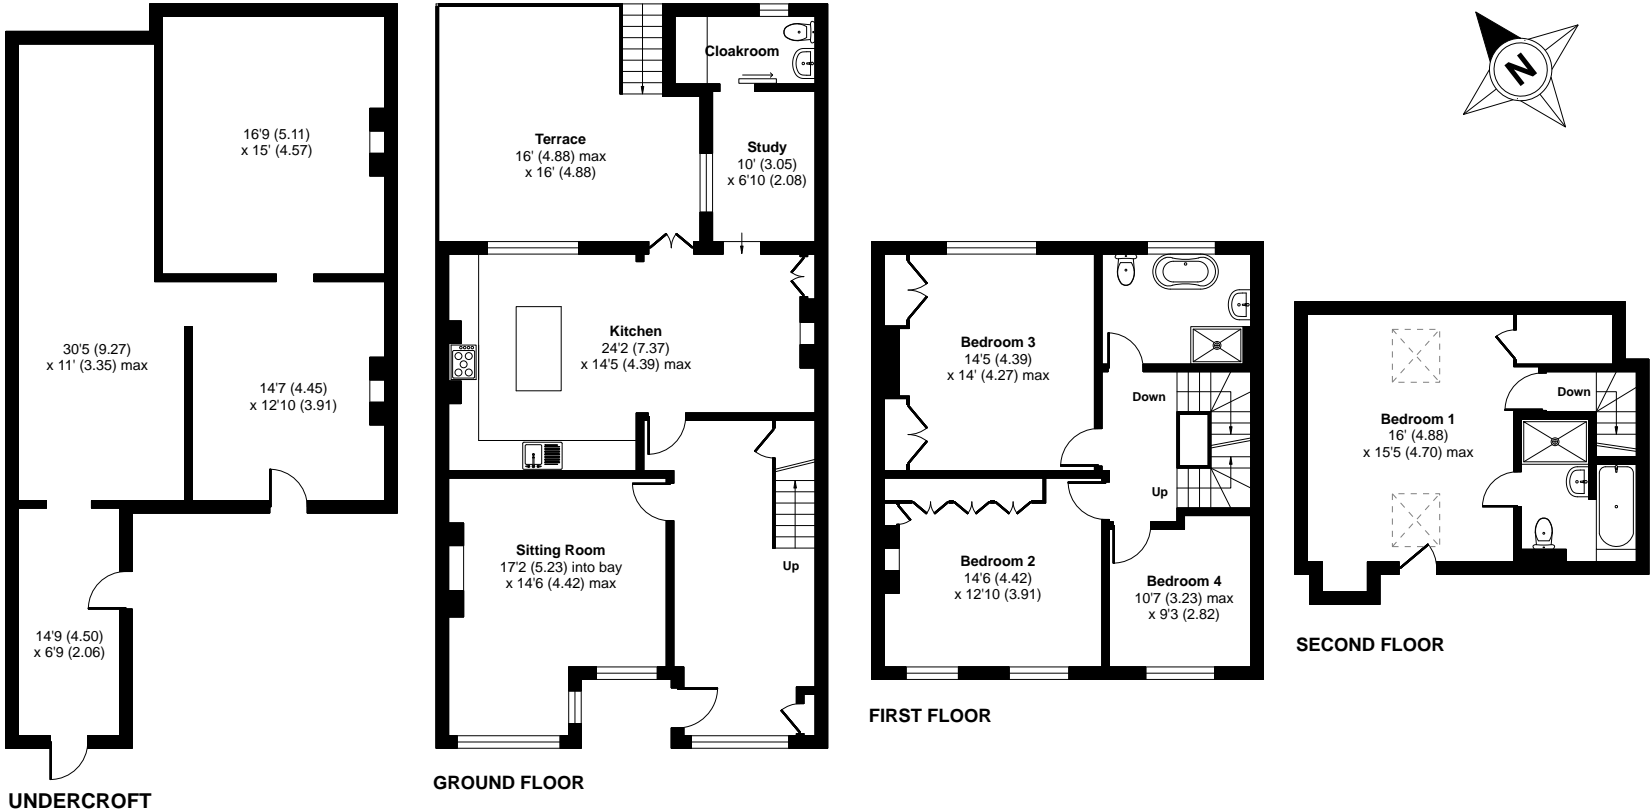 16'9 (5.11)
x 15' (4.57)
30'5 (9.27)
x 11' (3.35) max
14'7 (4.45)
x 12'10 (3.91)
14'9 (4.50)
x 6'9 (2.06)
UNDERCROFT
Cloakroom
Terrace
16' (4.88) max
x 16' (4.88)
Study
10' (3.05)
x 6'10 (2.08)
Kitchen
24'2 (7.37)
x 14'5 (4.39) max
Sitting Room
17'2 (5.23) into bay
x 14'6 (4.42) max
Up
GROUND FLOOR
Bedroom 3
14'5 (4.39)
x 14' (4.27) max
Down
Up
Bedroom 2
14'6 (4.42)
x 12'10 (3.91)
Bedroom 4
10'7 (3.23) max
x 9'3 (2.82)
FIRST FLOOR
N
Down
Bedroom 1
16' (4.88)
x 15'5 (4.70) max
SECOND FLOOR